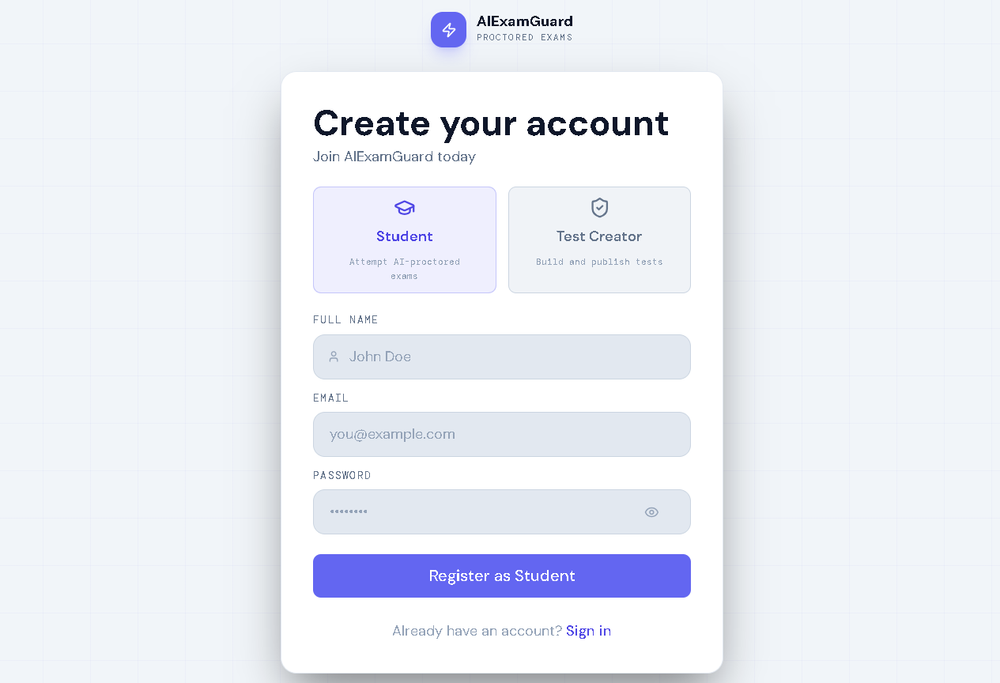 AIExamGuard
PROCTORED EXAMS
Create your account
Join AIExamGuard today
Student
Attempt AI-proctored
exams
Test Creator
Build and publish tests
FULL NAME
John Doe
EMAIL
you@example.com
PASSWORD
••••••••
Register as Student
Already have an account? Sign in